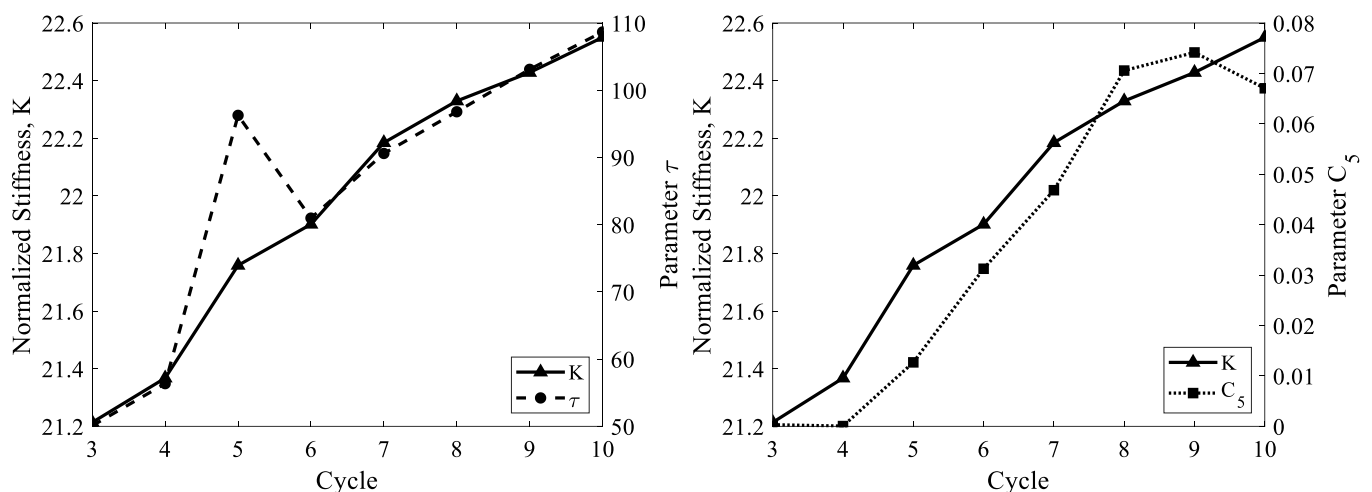 22.6
22.4
22.2
22
21.8
21.6
21.4
21.2
Normalized Stiffness, K
110
100
90
80
70
60
50
Parameter τ
K
τ
3 4 5 6 7 8 9 10
Cycle
22.6
22.4
22.2
22
21.8
21.6
21.4
21.2
Normalized Stiffness, K
0.08
0.07
0.06
0.05
0.04
0.03
0.02
0.01
0
Parameter C5
K
C5
3 4 5 6 7 8 9 10
Cycle